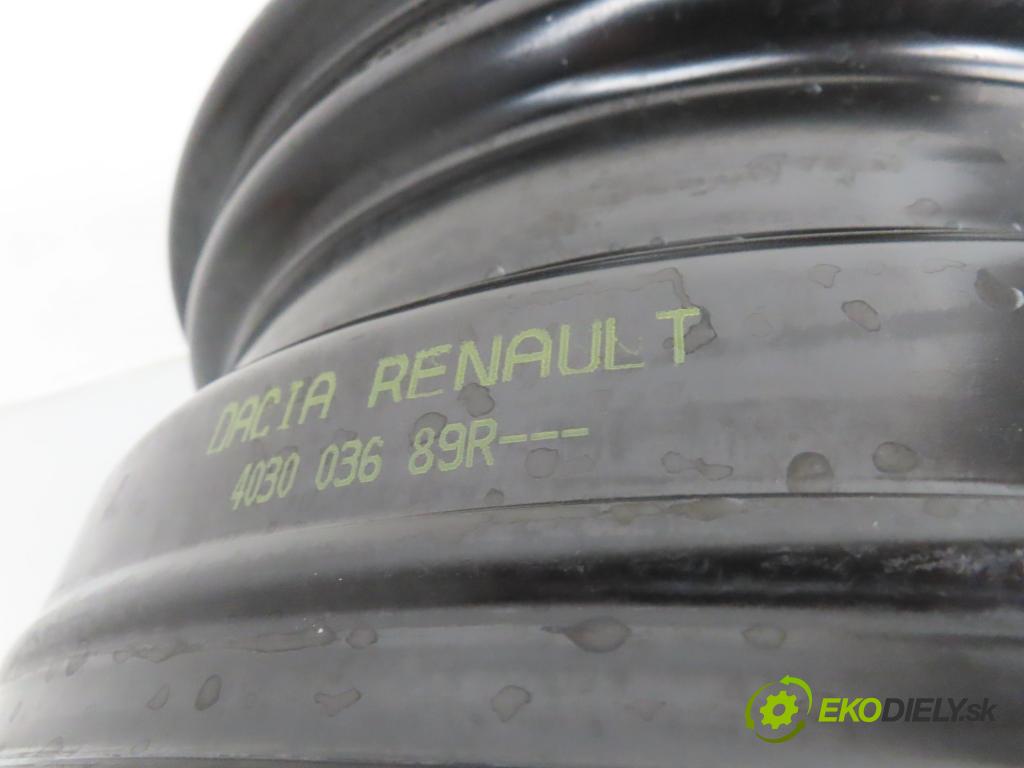 DACIA RENAULT
4030 036 89R---
EKODIELY.sk